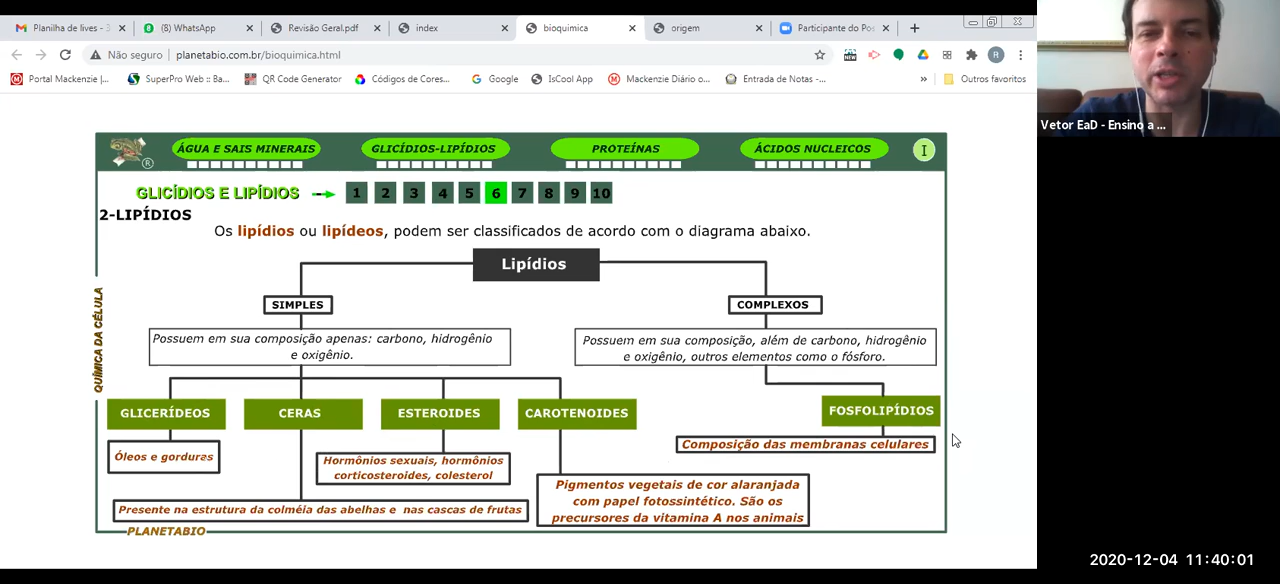 Planilha de lives - 3
(8) WhatsApp
Revisão Geral.pdf
index
bioquimica
origem
Participante do Pos
Não seguro
planetabio.com.br/bioquimica.html
Portal Mackenzie |...
SuperPro Web :: Ba...
QR Code Generator
Códigos de Cores...
Google
IsCool App
Mackenzie Diário o...
Entrada de Notas -...
»
Outros favoritos
Vetor EaD - Ensino a ...
ÁGUA E SAIS MINERAIS
GLICÍDIOS-LIPÍDIOS
PROTEÍNAS
ÁCIDOS NUCLEICOS
I
GLICÍDIOS E LIPÍDIOS
1 2 3 4 5 6 7 8 9 10
2-LIPÍDIOS
Os lipídios ou lipídeos, podem ser classificados de acordo com o diagrama abaixo.
Lipídios
SIMPLES
COMPLEXOS
Possuem em sua composição apenas: carbono, hidrogênio
e oxigênio.
Possuem em sua composição, além de carbono, hidrogênio
e oxigênio, outros elementos como o fósforo.
QUÍMICA DA CÉLULA
GLICERÍDEOS
CERAS
ESTEROIDES
CAROTENOIDES
FOSFOLIPÍDIOS
Óleos e gorduras
Hormônios sexuais, hormônios
corticosteroides, colesterol
Composição das membranas celulares
Pigmentos vegetais de cor alaranjada
com papel fotossintético. São os
precursores da vitamina A nos animais
Presente na estrutura da colméia das abelhas e nas cascas de frutas
PLANETABIO
2020-12-04 11:40:01